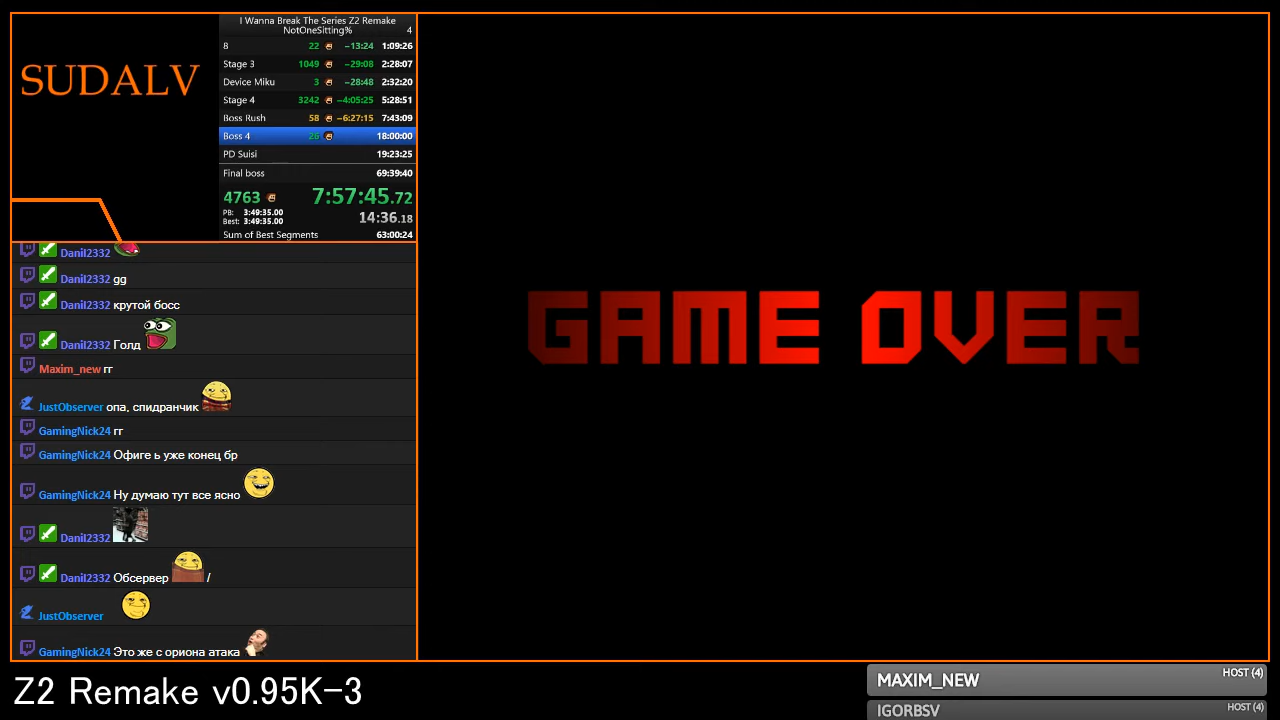 SUDALV
I Wanna Break The Series Z2 Remake
NotOneSitting% 4
8 22 −13:24 1:09:26
Stage 3 1049 −29:08 2:28:07
Device Miku 3 −28:48 2:32:20
Stage 4 3242 −4:05:25 5:28:51
Boss Rush 58 −6:27:15 7:43:09
Boss 4 26 18:00:00
PD Suisi 19:23:25
Final boss 69:39:40
4763 7:57:45.72
PB: 3:49:35.00
Best: 3:49:35.00
14:36.18
Sum of Best Segments 63:00:24
Danil2332
Danil2332 gg
Danil2332 крутой босс
Danil2332 Голд
Maxim_new гг
JustObserver опа, спидранчик
GamingNick24 гг
GamingNick24 Офиге ь уже конец бр
GamingNick24 Ну думаю тут все ясно
Danil2332
Danil2332 Обсервер /
JustObserver
GamingNick24 Это же с ориона атака
GAME OVER
Z2 Remake v0.95K-3
MAXIM_NEW HOST (4)
IGORBSV HOST (4)